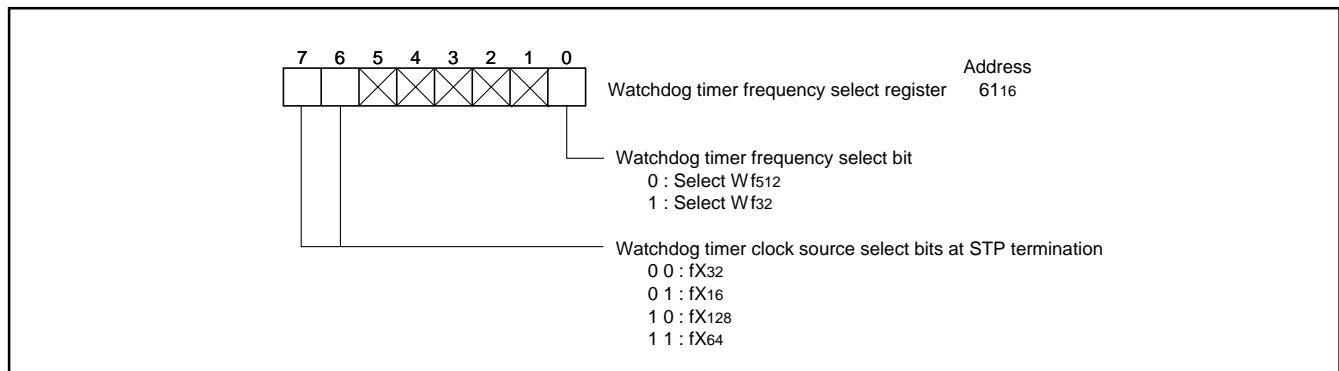 7 6 5 4 3 2 1 0
Address
Watchdog timer frequency select register 6116
Watchdog timer frequency select bit
0 : Select Wf512
1 : Select Wf32
Watchdog timer clock source select bits at STP termination
0 0 : fX32
0 1 : fX16
1 0 : fX128
1 1 : fX64